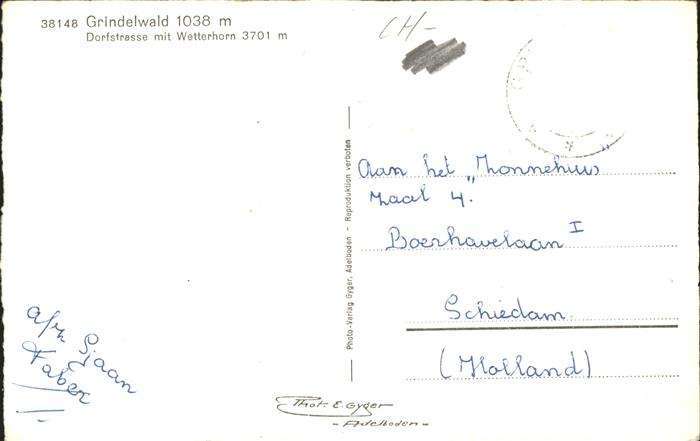 38148 Grindelwald 1038 m
Dorfstrasse mit Wetterhorn 3701 m
CH-
Aan het „Zonnehuis"
Zaal 4.
Boerhavelaan I
Schiedam.
(Holland)
afz
Sjaan
Faber
Photo-Verlag Gyger, Adelboden - Reproduktion verboten
Phot. E. Gyger
- Adelboden -